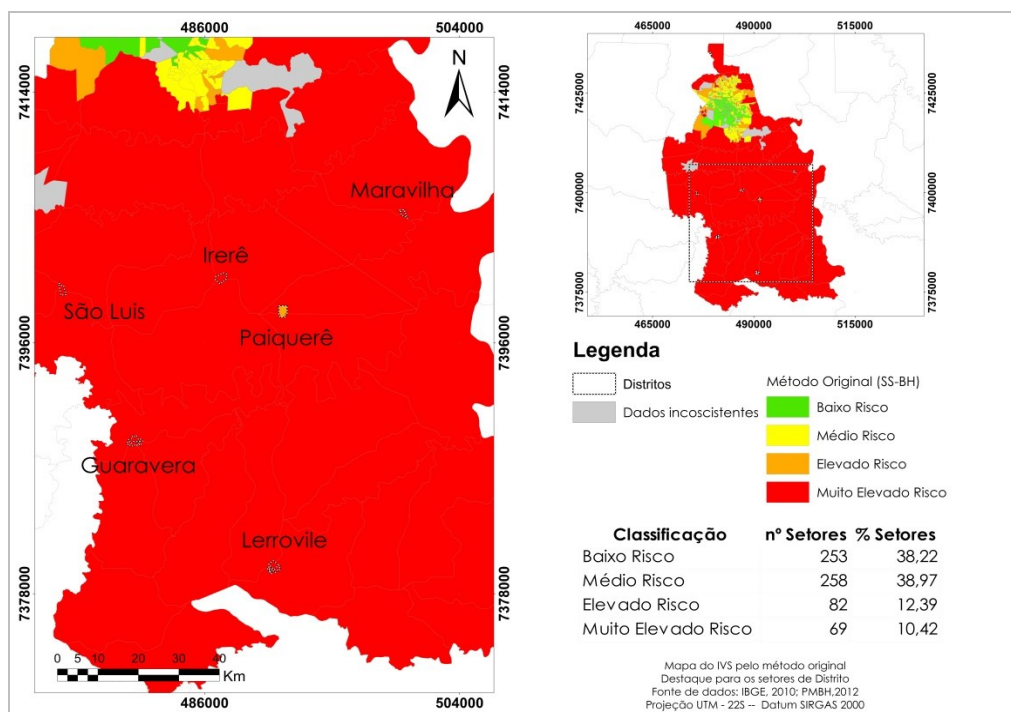 486000
504000
N
7414000
7414000
Maravilha
Irerê
São Luis
Paiquerê
7396000
7396000
Guaravera
Lerrovile
7378000
7378000
0 5 10 20 30 40
Km
486000
504000
465000
490000
515000
7425000
7425000
7400000
7400000
7375000
7375000
465000
490000
515000
Legenda
Distritos
Dados incoscistentes
Método Original (SS-BH)
Baixo Risco
Médio Risco
Elevado Risco
Muito Elevado Risco
Classificação nº Setores % Setores
Baixo Risco 253 38,22
Médio Risco 258 38,97
Elevado Risco 82 12,39
Muito Elevado Risco 69 10,42
Mapa do IVS pelo método original
Destaque para os setores de Distrito
Fonte de dados: IBGE, 2010; PMBH,2012
Projeção UTM - 22S -- Datum SIRGAS 2000